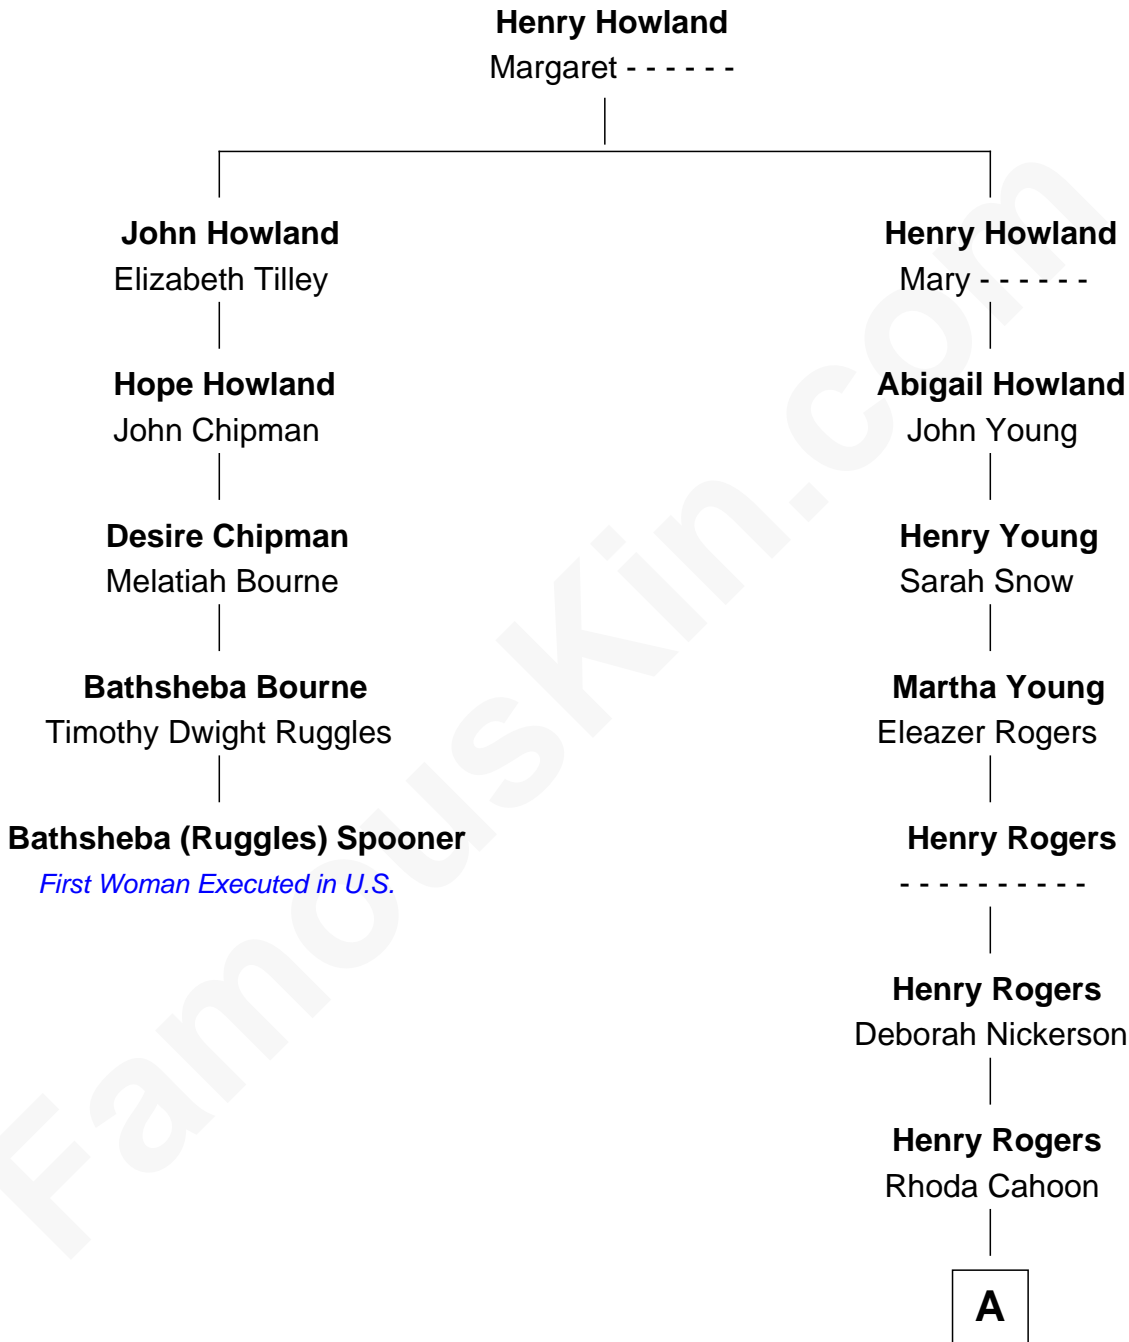 Henry Howland
Margaret - - - - - -
John Howland
Elizabeth Tilley
Henry Howland
Mary - - - - - -
Hope Howland
John Chipman
Abigail Howland
John Young
Desire Chipman
Melatiah Bourne
Henry Young
Sarah Snow
Bathsheba Bourne
Timothy Dwight Ruggles
Martha Young
Eleazer Rogers
Bathsheba (Ruggles) Spooner
First Woman Executed in U.S.
Henry Rogers
- - - - - - - - - -
Henry Rogers
Deborah Nickerson
Henry Rogers
Rhoda Cahoon
A
FamousKin.com